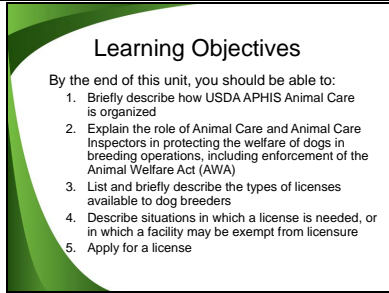 Learning Objectives
By the end of this unit, you should be able to:
1. Briefly describe how USDA APHIS Animal Care
is organized
2. Explain the role of Animal Care and Animal Care
Inspectors in protecting the welfare of dogs in
breeding operations, including enforcement of the
Animal Welfare Act (AWA)
3. List and briefly describe the types of licenses
available to dog breeders
4. Describe situations in which a license is needed, or
in which a facility may be exempt from licensure
5. Apply for a license